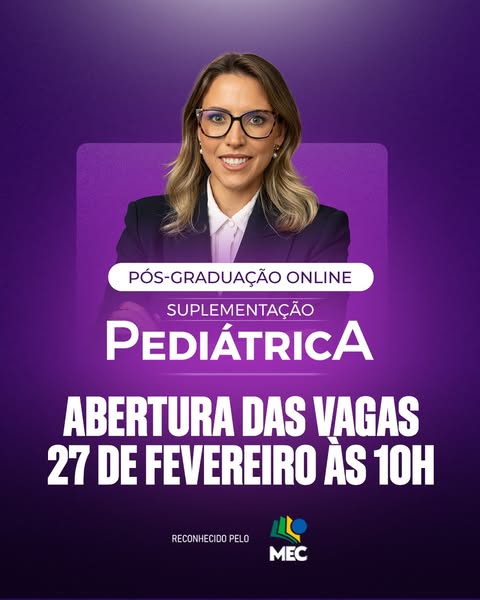 PÓS-GRADUAÇÃO ONLINE
SUPLEMENTAÇÃO
PEDIÁTRICA
ABERTURA DAS VAGAS
27 DE FEVEREIRO ÀS 10H
RECONHECIDO PELO
MEC